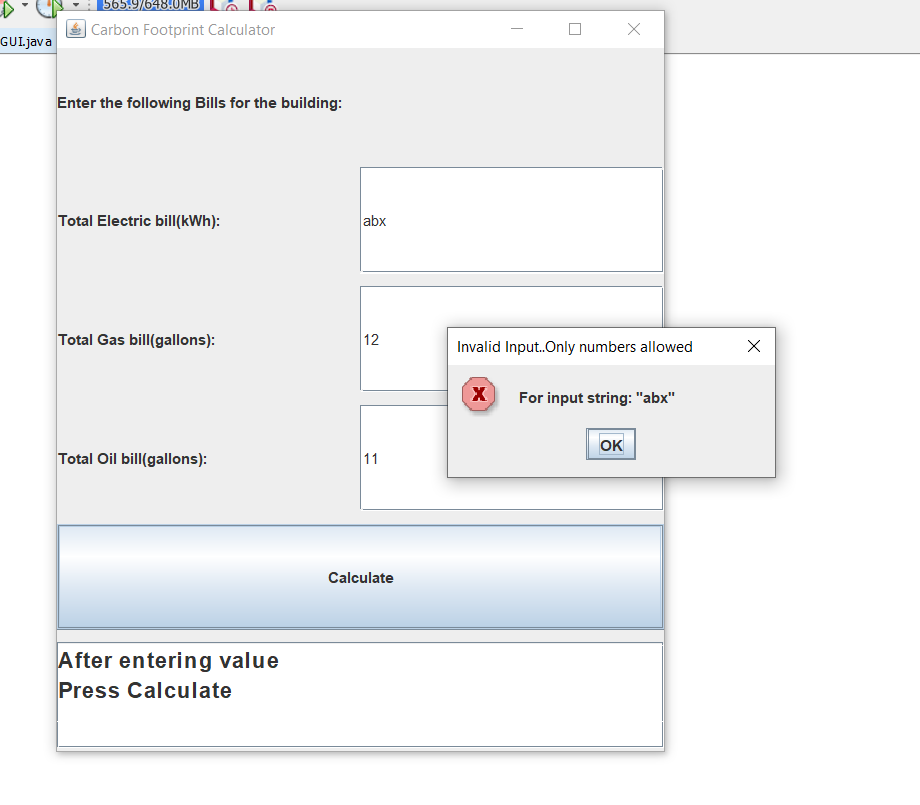 565.9/648.0MB
GUI.java
Carbon Footprint Calculator
Enter the following Bills for the building:
Total Electric bill(kWh):
abx
Total Gas bill(gallons):
12
Invalid Input..Only numbers allowed
X
For input string: "abx"
OK
Total Oil bill(gallons):
11
Calculate
After entering value
Press Calculate